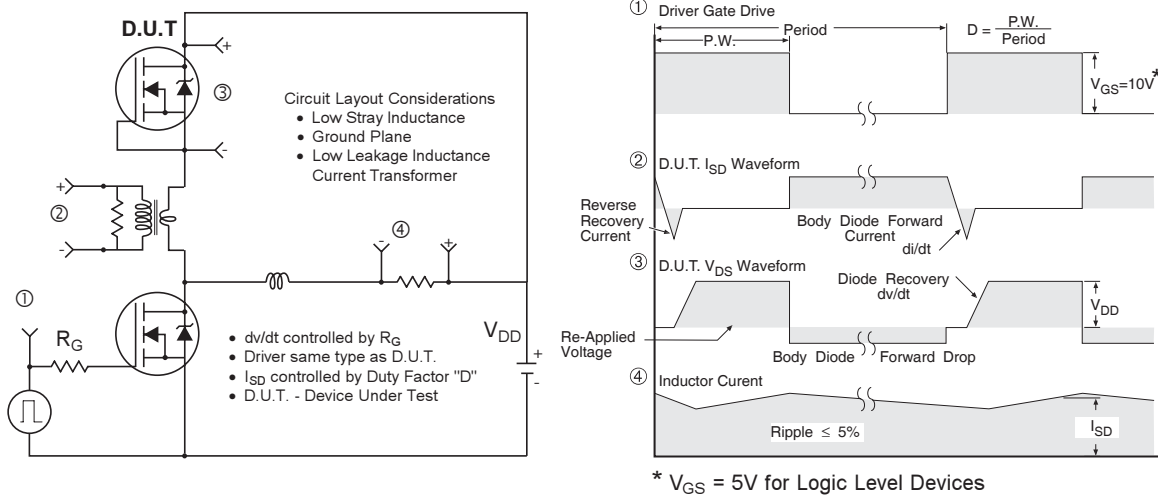 D.U.T
+
③
-
Circuit Layout Considerations
• Low Stray Inductance
• Ground Plane
• Low Leakage Inductance
Current Transformer
+
②
-
④
-
+
①
R_G
V_DD
+
-
• dv/dt controlled by R_G
• Driver same type as D.U.T.
• I_SD controlled by Duty Factor "D"
• D.U.T. - Device Under Test
① Driver Gate Drive
Period
P.W.
D = P.W.
Period
V_GS=10V*
② D.U.T. I_SD Waveform
Reverse
Recovery
Current
Body Diode Forward
Current
di/dt
③ D.U.T. V_DS Waveform
Diode Recovery
dv/dt
V_DD
Re-Applied
Voltage
Body Diode Forward Drop
④ Inductor Curent
Ripple ≤ 5%
I_SD
* V_GS = 5V for Logic Level Devices